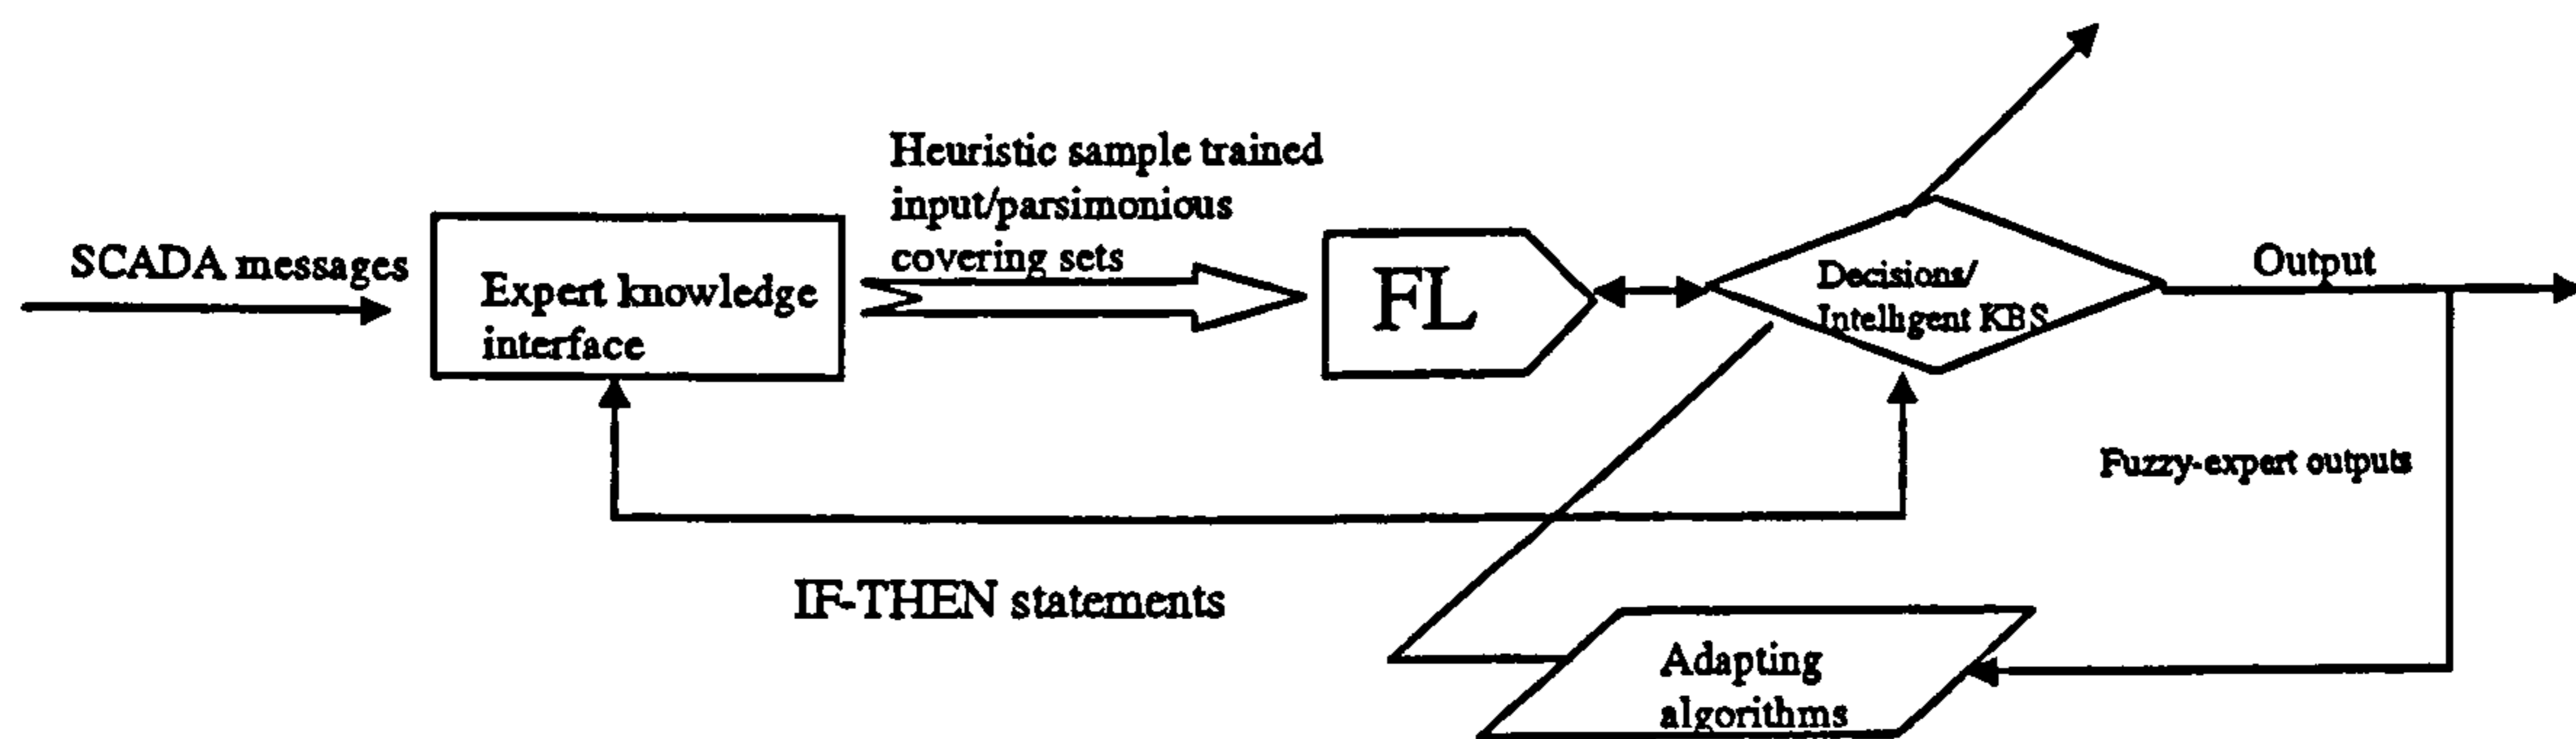 Heuristic sample trained
input/parsimonious
covering sets
SCADA messages
Expert knowledge
interface
FL
Decisions/
Intelligent KBS
Output
Fuzzy-expert outputs
IF-THEN statements
Adapting
algorithms